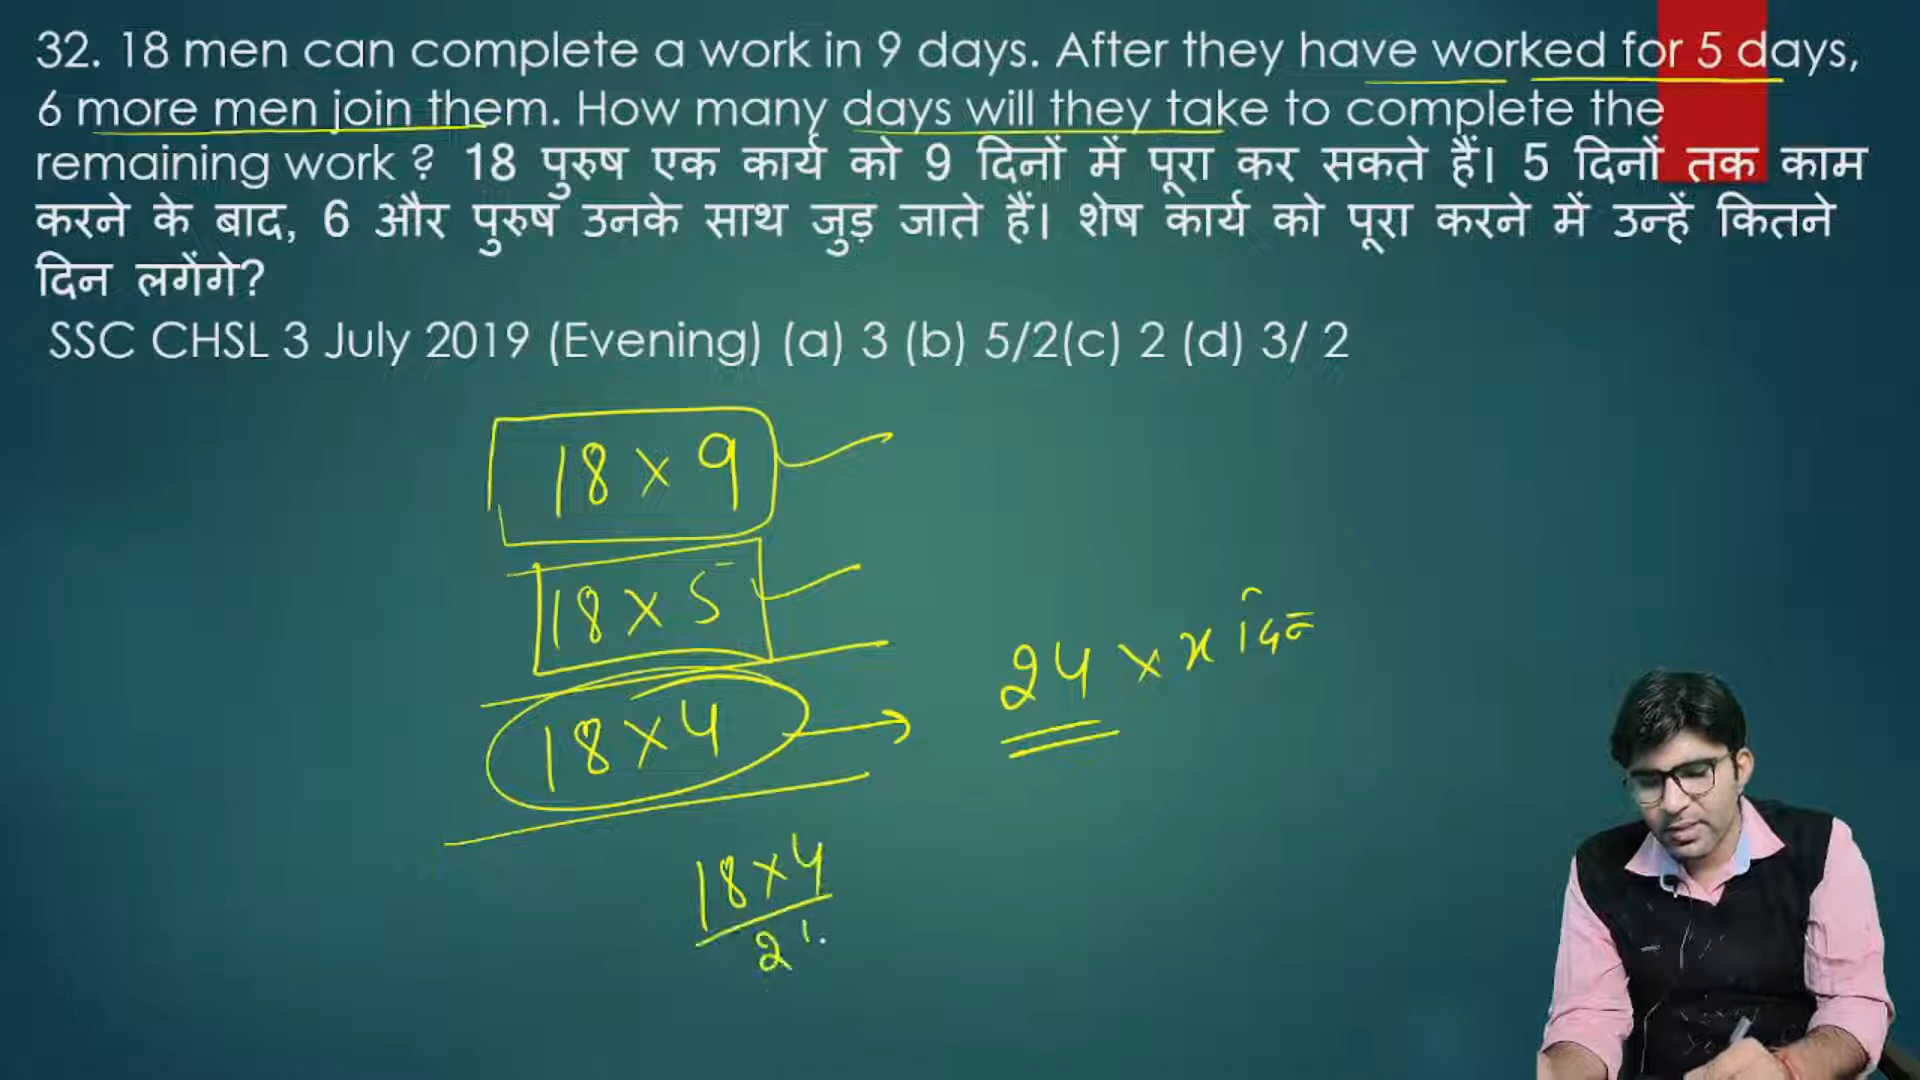 32. 18 men can complete a work in 9 days. After they have worked for 5 days,
6 more men join them. How many days will they take to complete the
remaining work ? 18 पुरुष एक कार्य को 9 दिनों में पूरा कर सकते हैं। 5 दिनों तक काम
करने के बाद, 6 और पुरुष उनके साथ जुड़ जाते हैं। शेष कार्य को पूरा करने में उन्हें कितने
दिन लगेंगे?
SSC CHSL 3 July 2019 (Evening) (a) 3 (b) 5/2(c) 2 (d) 3/ 2
18 × 9
18 × 5
24 × x दिन
18 × 4
18 × 4
2